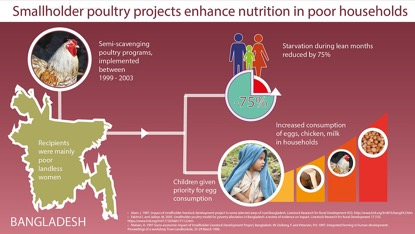 Smallholder poultry projects enhance nutrition in poor households
Semi-scavenging
poultry programs,
implemented
between
1999 - 2003
Recipients
were mainly
poor
landless
women
BANGLADESH
-75%
Starvation during lean months
reduced by 75%
Increased consumption
of eggs, chicken, milk
in households
Children given
priority for egg
consumption